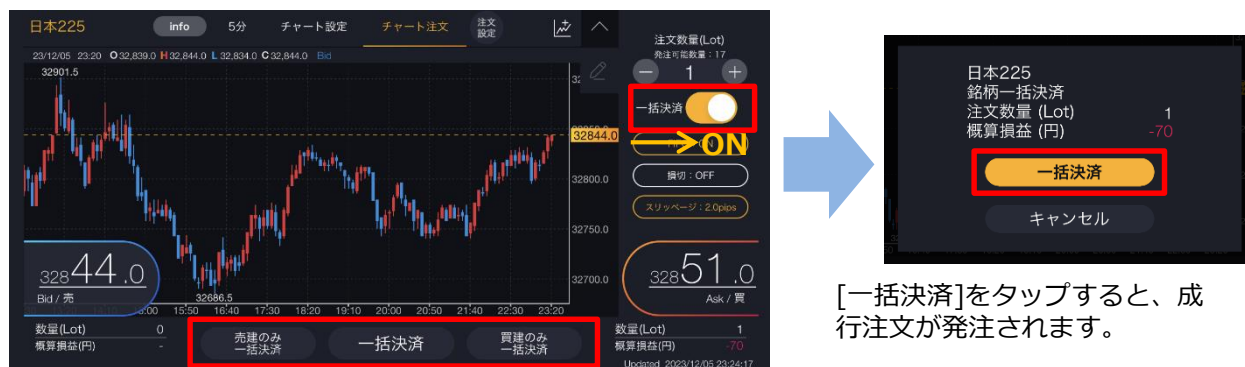 日本225 info 5分 チャート設定 チャート注文 注文設定
23/12/05 23:20 O 32,839.0 H 32,844.0 L 32,834.0 C 32,844.0 Bid
32901.5
32844.0
32800.0
32750.0
32700.0
32686.5
15:50 16:40 17:30 18:20 19:10 20:00 20:50 21:40 22:30 23:20
注文数量(Lot)
発注可能数量:17
1
一括決済
ON
損切:OFF
スリッページ:2.0pips
32844.0
Bid / 売
32851.0
Ask / 買
数量(Lot) 0
概算損益(円) -
売建のみ
一括決済
一括決済
買建のみ
一括決済
数量(Lot) 1
概算損益(円) -70
Updated 2023/12/05 23:24:17
日本225
銘柄一括決済
注文数量 (Lot) 1
概算損益 (円) -70
一括決済
キャンセル
[一括決済]をタップすると、成
行注文が発注されます。